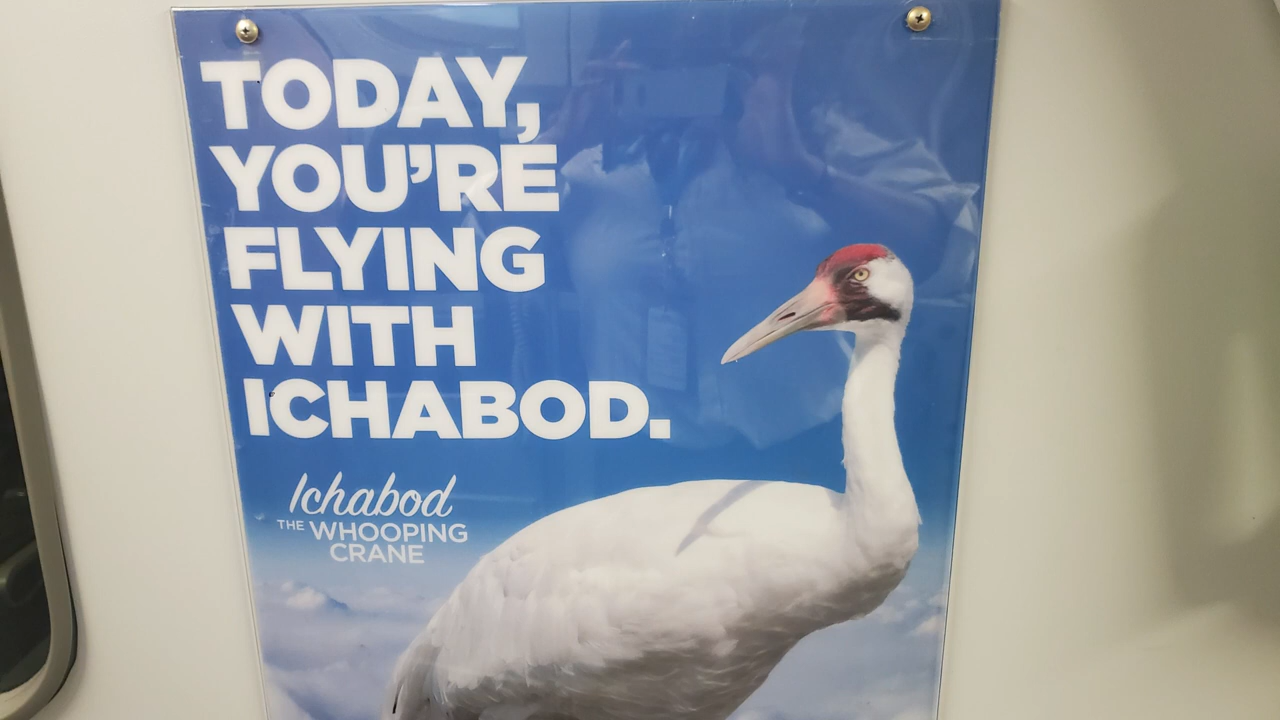 TODAY,
YOU'RE
FLYING
WITH
ICHABOD.
Ichabod
THE WHOOPING
CRANE